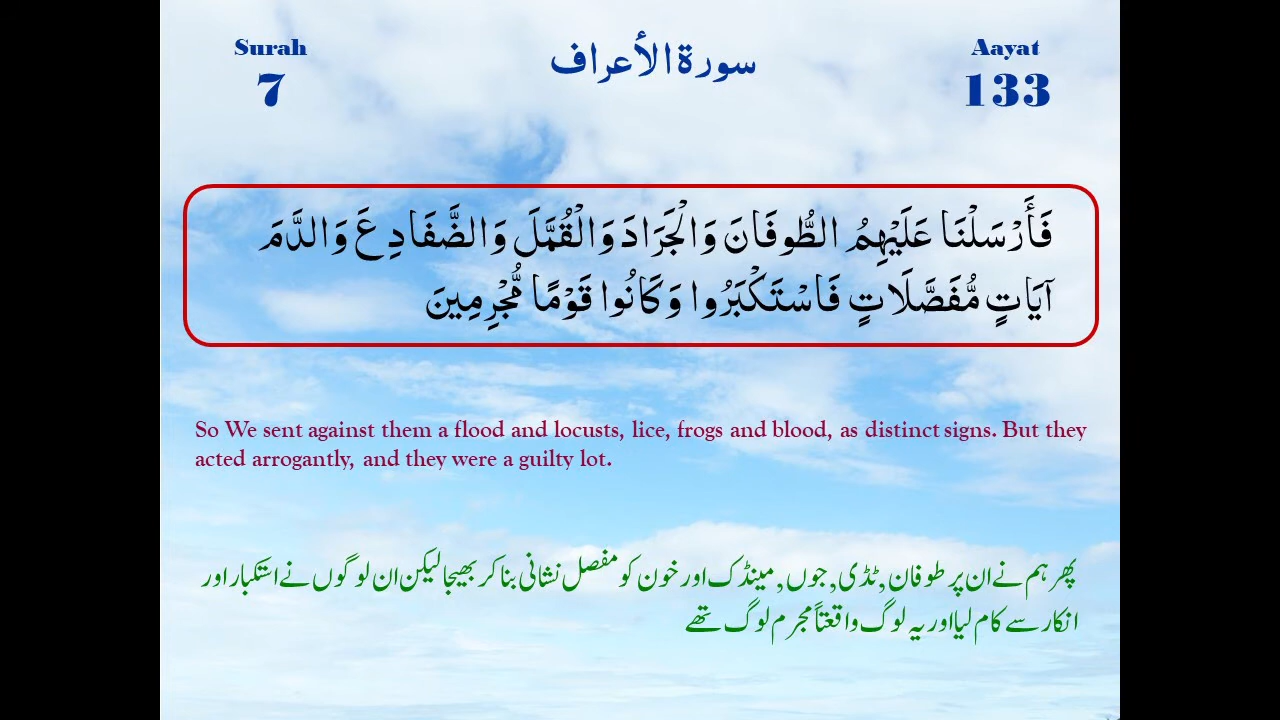 Surah
7
سورة الأعراف
Aayat
133
فَأَرْسَلْنَا عَلَيْهِمُ الطُّوفَانَ وَالْجَرَادَ وَالْقُمَّلَ وَالضَّفَادِعَ وَالدَّمَ
آيَاتٍ مُّفَصَّلَاتٍ فَاسْتَكْبَرُوا وَكَانُوا قَوْمًا مُّجْرِمِينَ
So We sent against them a flood and locusts, lice, frogs and blood, as distinct signs. But they
acted arrogantly, and they were a guilty lot.
پھر ہم نے ان پر طوفان ,ٹڈی, جوں, مینڈک اور خون کو مفصل نشانی بنا کر بھیجا لیکن ان لوگوں نے استکبار اور
انکار سے کام لیا اور یہ لوگ واقعتاً مجرم لوگ تھے